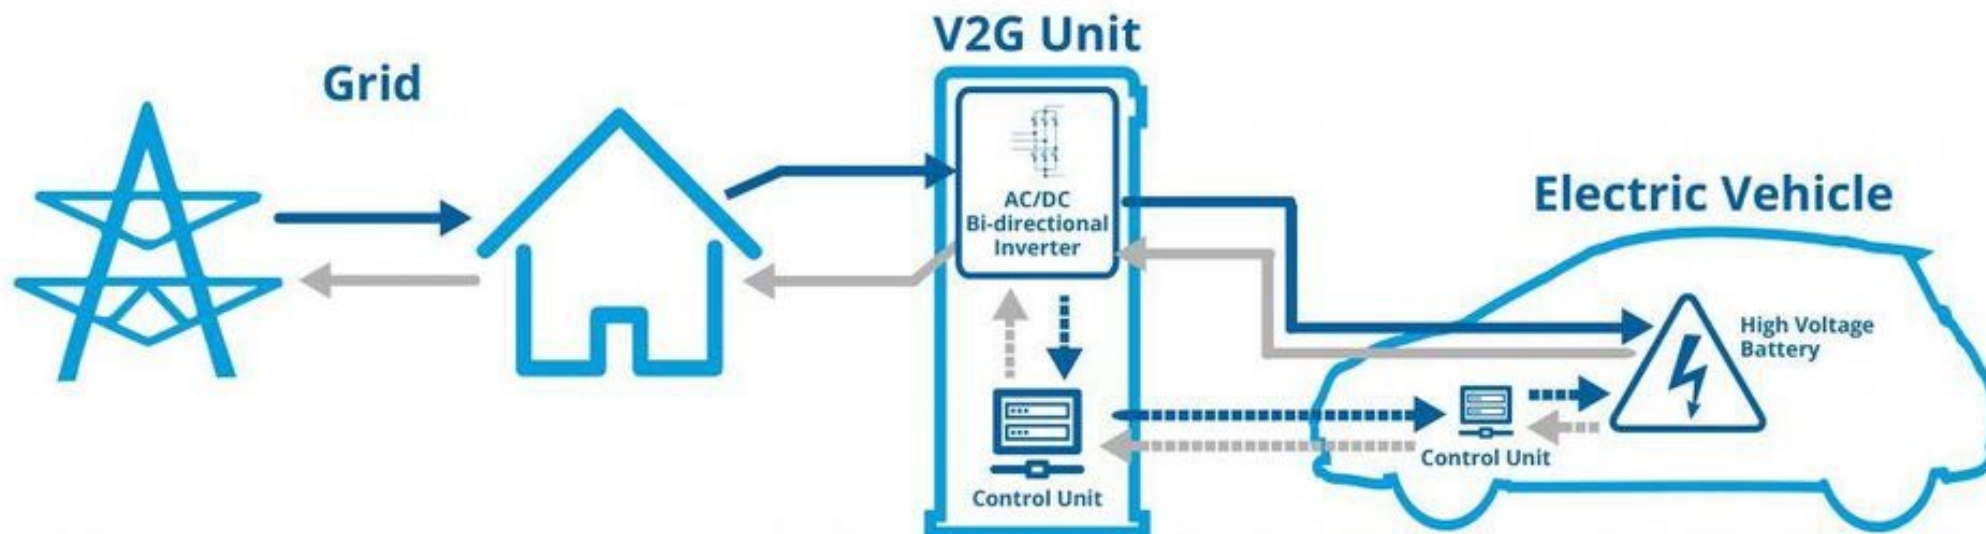 V2G Unit
Grid
AC/DC
Bi-directional
Inverter
Electric Vehicle
High Voltage
Battery
Control Unit
Control Unit